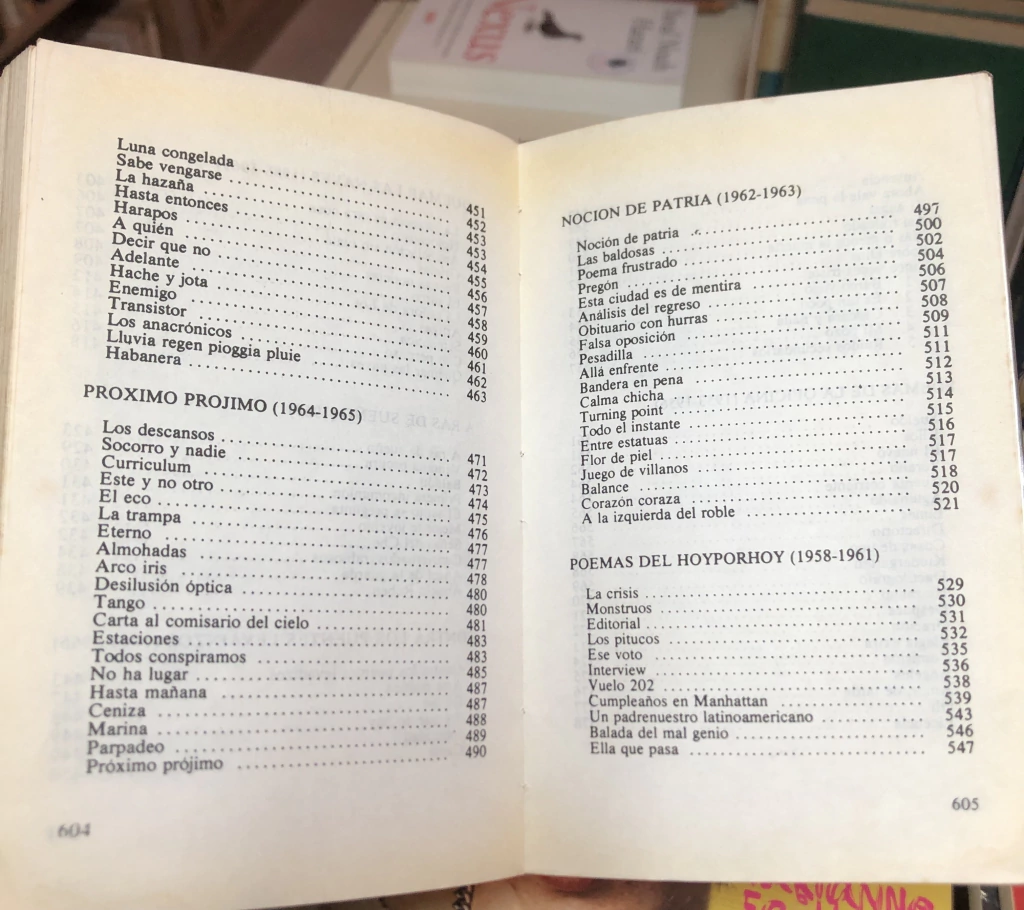 Nexus
Yuval Noah
Harari
Luna congelada ........ 451
Sabe vengarse ........ 452
La hazaña ........ 453
Hasta entonces ........ 453
Harapos ........ 454
A quién ........ 455
Decir que no ........ 456
Adelante ........ 457
Hache y jota ........ 458
Enemigo ........ 459
Transistor ........ 460
Los anacrónicos ........ 461
Lluvia regen pioggia pluie ........ 462
Habanera ........ 463
PROXIMO PROJIMO (1964-1965)
Los descansos ........ 471
Socorro y nadie ........ 472
Curriculum ........ 473
Este y no otro ........ 474
El eco ........ 475
La trampa ........ 476
Eterno ........ 477
Almohadas ........ 477
Arco iris ........ 478
Desilusión óptica ........ 480
Tango ........ 480
Carta al comisario del cielo ........ 481
Estaciones ........ 483
Todos conspiramos ........ 483
No ha lugar ........ 485
Hasta mañana ........ 487
Ceniza ........ 487
Marina ........ 488
Parpadeo ........ 489
Próximo prójimo ........ 490
604
NOCION DE PATRIA (1962-1963)
Noción de patria ........ 497
Las baldosas ........ 500
Poema frustrado ........ 502
Pregón ........ 504
Esta ciudad es de mentira ........ 506
Análisis del regreso ........ 507
Obituario con hurras ........ 508
Falsa oposición ........ 509
Pesadilla ........ 511
Allá enfrente ........ 511
Bandera en pena ........ 512
Calma chicha ........ 513
Turning point ........ 514
Todo el instante ........ 515
Entre estatuas ........ 516
Flor de piel ........ 517
Juego de villanos ........ 517
Balance ........ 518
Corazón coraza ........ 520
A la izquierda del roble ........ 521
POEMAS DEL HOYPORHOY (1958-1961)
La crisis ........ 529
Monstruos ........ 530
Editorial ........ 531
Los pitucos ........ 532
Ese voto ........ 535
Interview ........ 536
Vuelo 202 ........ 538
Cumpleaños en Manhattan ........ 539
Un padrenuestro latinoamericano ........ 543
Balada del mal genio ........ 546
Ella que pasa ........ 547
605